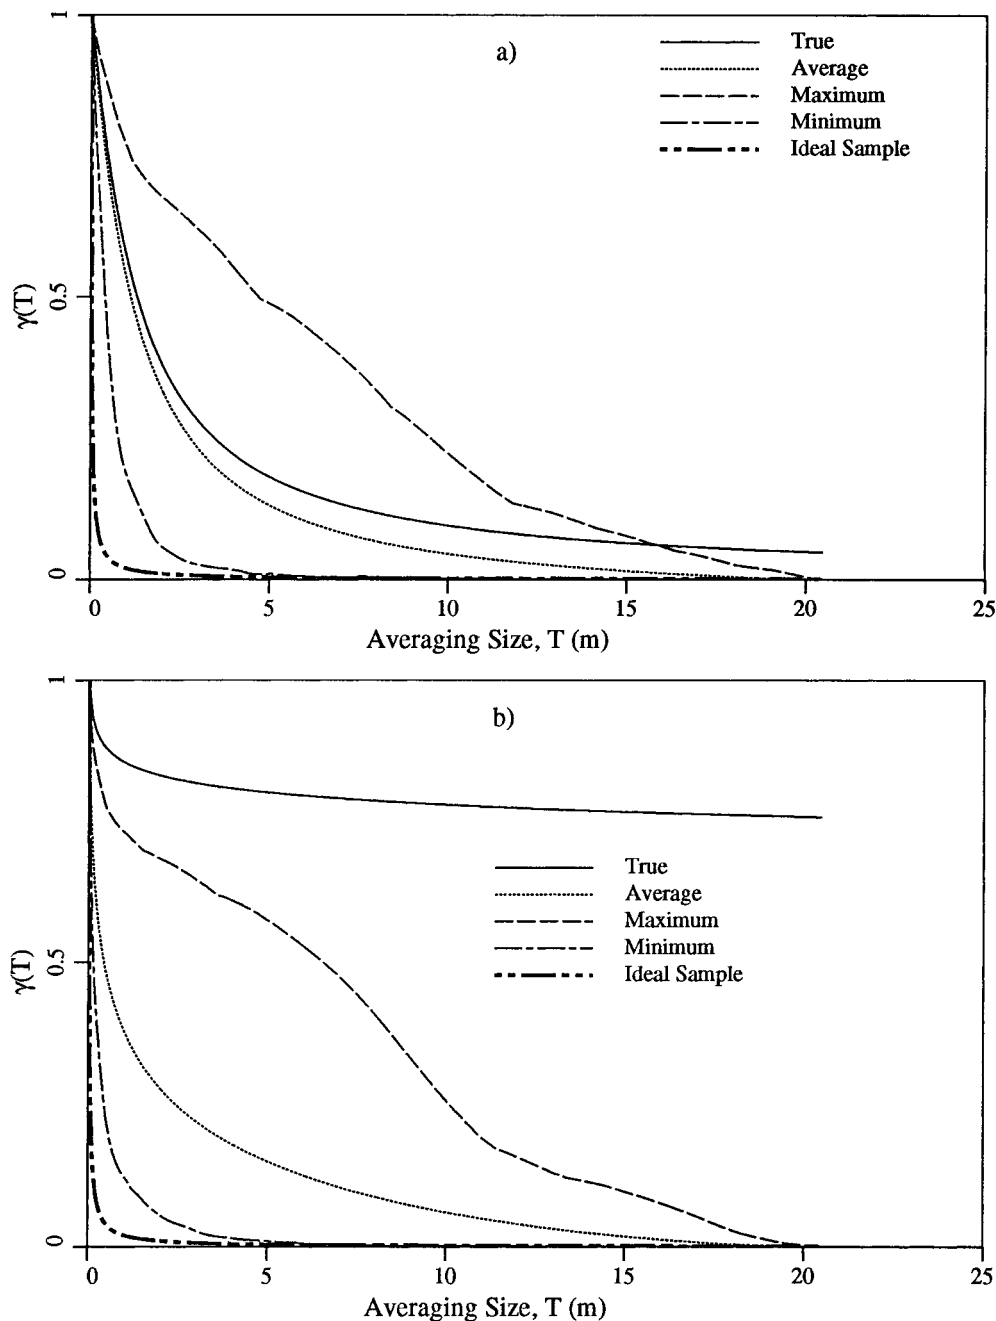 1
a)
True
Average
Maximum
Minimum
Ideal Sample
0.5
γ(T)
0
0 5 10 15 20 25
Averaging Size, T (m)
1
b)
True
Average
Maximum
Minimum
Ideal Sample
0.5
γ(T)
0
0 5 10 15 20 25
Averaging Size, T (m)